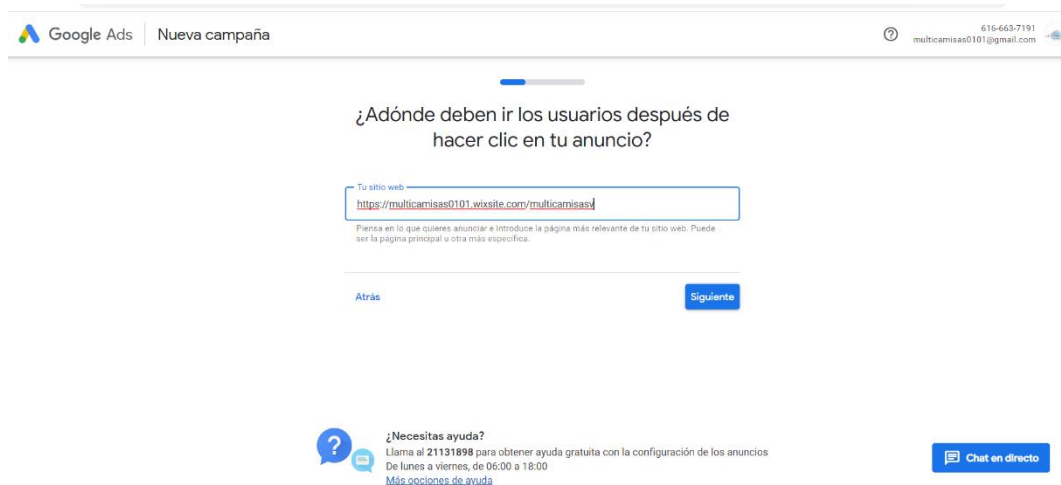 Google Ads | Nueva campaña
616-663-7191
multicamisas0101@gmail.com
¿Adónde deben ir los usuarios después de
hacer clic en tu anuncio?
Tu sitio web
https://multicamisas0101.wixsite.com/multicamisasv
Piensa en lo que quieres anunciar e introduce la página más relevante de tu sitio web. Puede
ser la página principal u otra más específica.
Atrás
Siguiente
¿Necesitas ayuda?
Llama al 21131898 para obtener ayuda gratuita con la configuración de los anuncios
De lunes a viernes, de 06:00 a 18:00
Más opciones de ayuda
Chat en directo